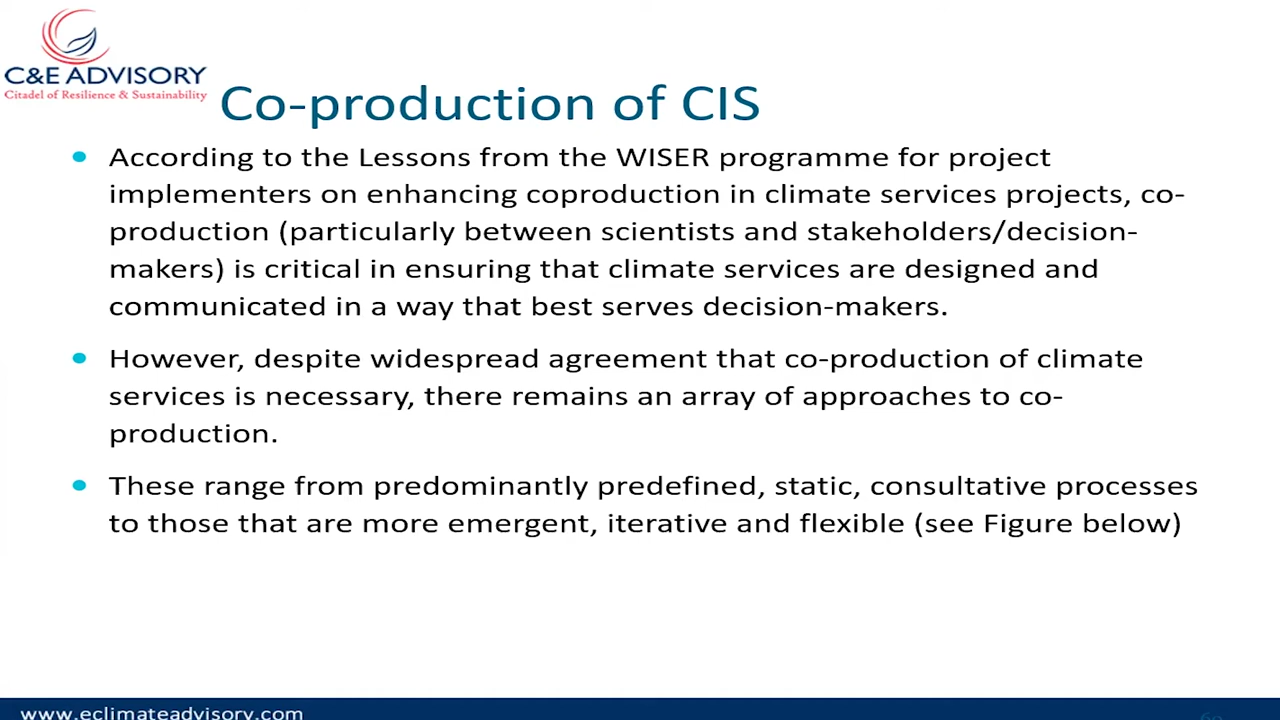 C&E ADVISORY
Citadel of Resilience & Sustainability
Co-production of CIS
• According to the Lessons from the WISER programme for project
implementers on enhancing coproduction in climate services projects, co-
production (particularly between scientists and stakeholders/decision-
makers) is critical in ensuring that climate services are designed and
communicated in a way that best serves decision-makers.
• However, despite widespread agreement that co-production of climate
services is necessary, there remains an array of approaches to co-
production.
• These range from predominantly predefined, static, consultative processes
to those that are more emergent, iterative and flexible (see Figure below)
www.eclimateadvisory.com